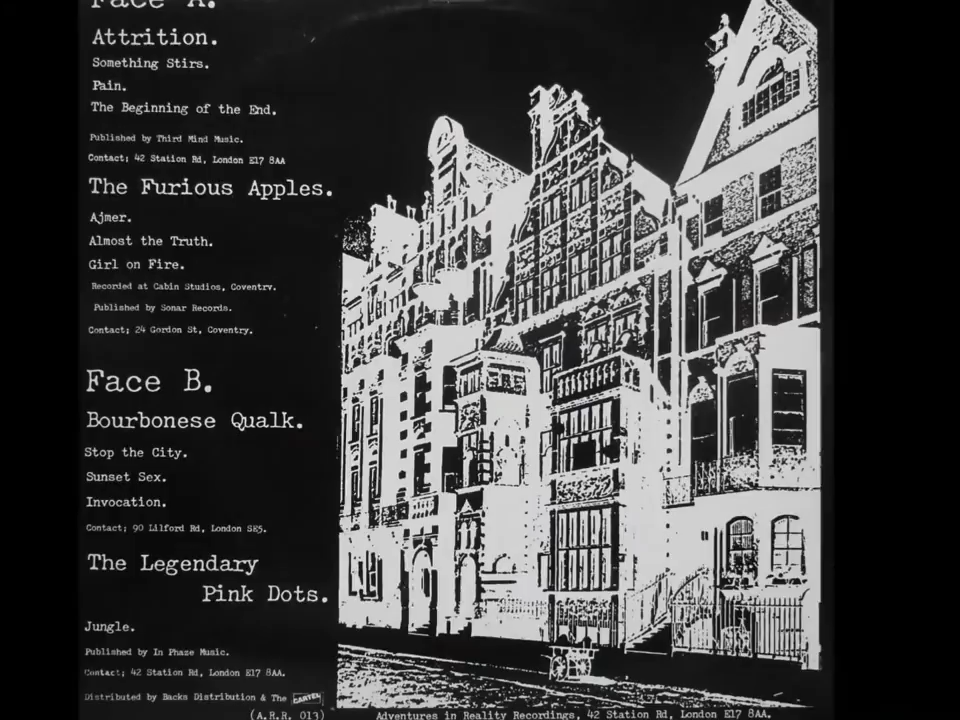 Face A.
Attrition.
Something Stirs.
Pain.
The Beginning of the End.
Published by Third Mind Music.
Contact; 42 Station Rd, London E17 8AA
The Furious Apples.
Ajmer.
Almost the Truth.
Girl on Fire.
Recorded at Cabin Studios, Coventry.
Published by Sonar Records.
Contact; 24 Gordon St, Coventry.
Face B.
Bourbonese Qualk.
Stop the City.
Sunset Sex.
Invocation.
Contact; 90 Lilford Rd, London SE5.
The Legendary
Pink Dots.
Jungle.
Published by In Phaze Music.
Contact; 42 Station Rd, London E17 8AA.
Distributed by Backs Distribution & The CARTEL
(A.R.R. 013)
Adventures in Reality Recordings, 42 Station Rd, London E17 8AA.